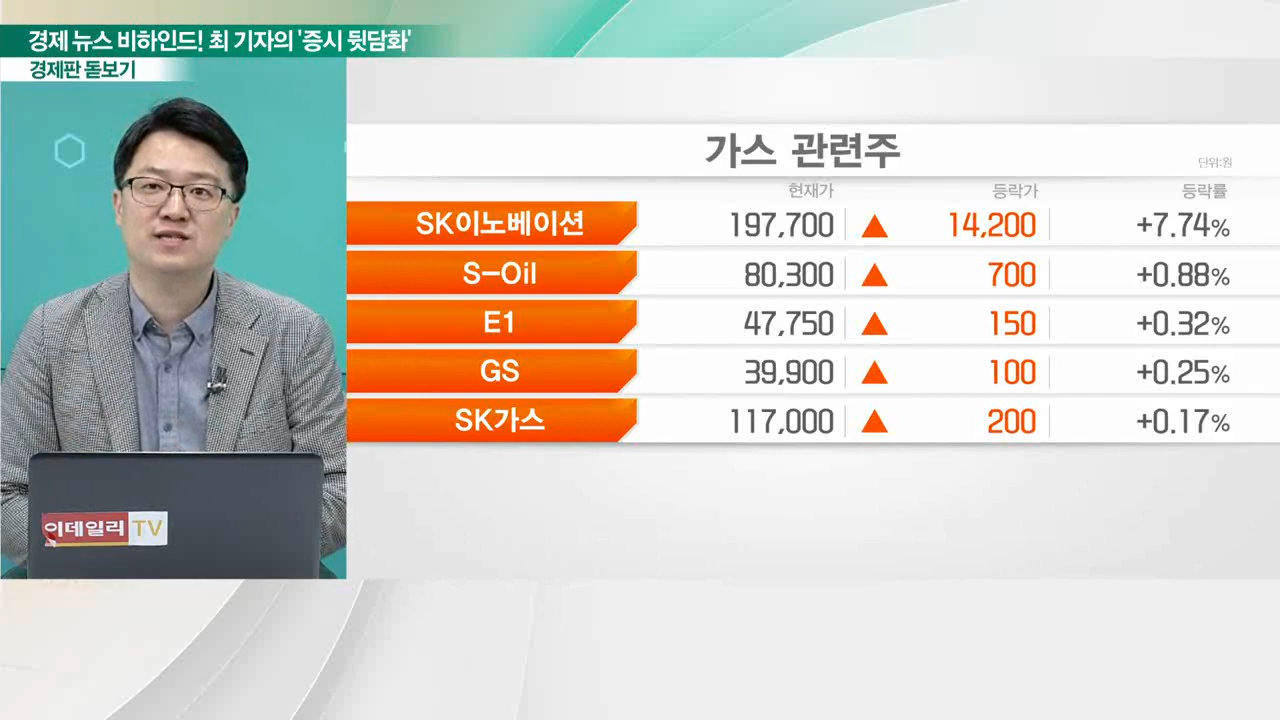 경제 뉴스 비하인드! 최 기자의 '증시 뒷담화'
경제판 돋보기
가스 관련주
단위:원
현재가 등락가 등락률
SK이노베이션 197,700 ▲ 14,200 +7.74%
S-Oil 80,300 ▲ 700 +0.88%
E1 47,750 ▲ 150 +0.32%
GS 39,900 ▲ 100 +0.25%
SK가스 117,000 ▲ 200 +0.17%
이데일리 TV